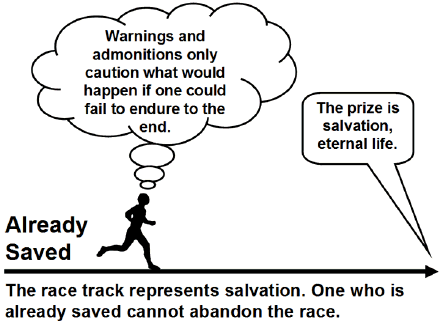 Warnings and
admonitions only
caution what would
happen if one could
fail to endure to the
end.
The prize is
salvation,
eternal life.
Already
Saved
The race track represents salvation. One who is
already saved cannot abandon the race.